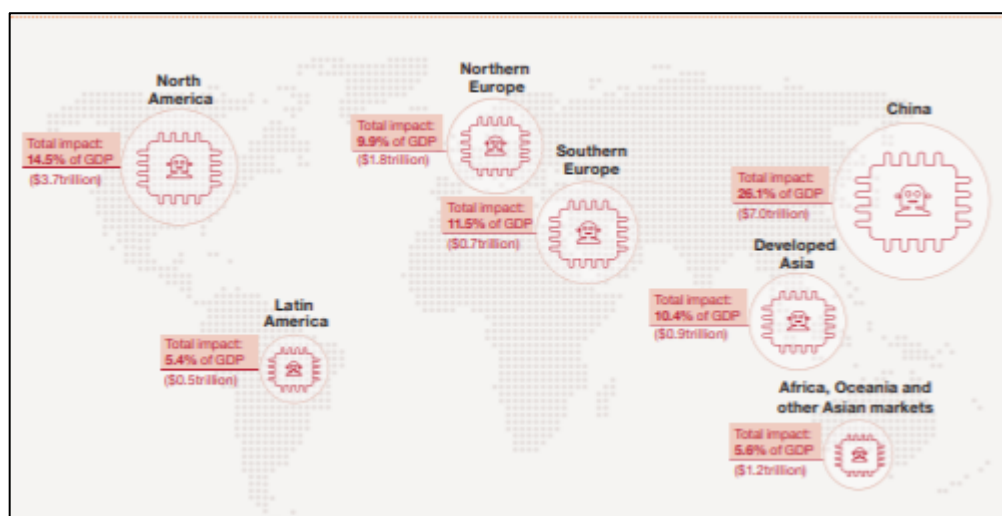 North
America
Total impact:
14.5% of GDP
($3.7trillion)
Northern
Europe
Total impact:
9.9% of GDP
($1.8trillion)
Southern
Europe
Total impact:
11.5% of GDP
($0.7trillion)
China
Total impact:
26.1% of GDP
($7.0trillion)
Developed
Asia
Total impact:
10.4% of GDP
($0.9trillion)
Latin
America
Total impact:
5.4% of GDP
($0.5trillion)
Africa, Oceania and
other Asian markets
Total impact:
5.6% of GDP
($1.2trillion)